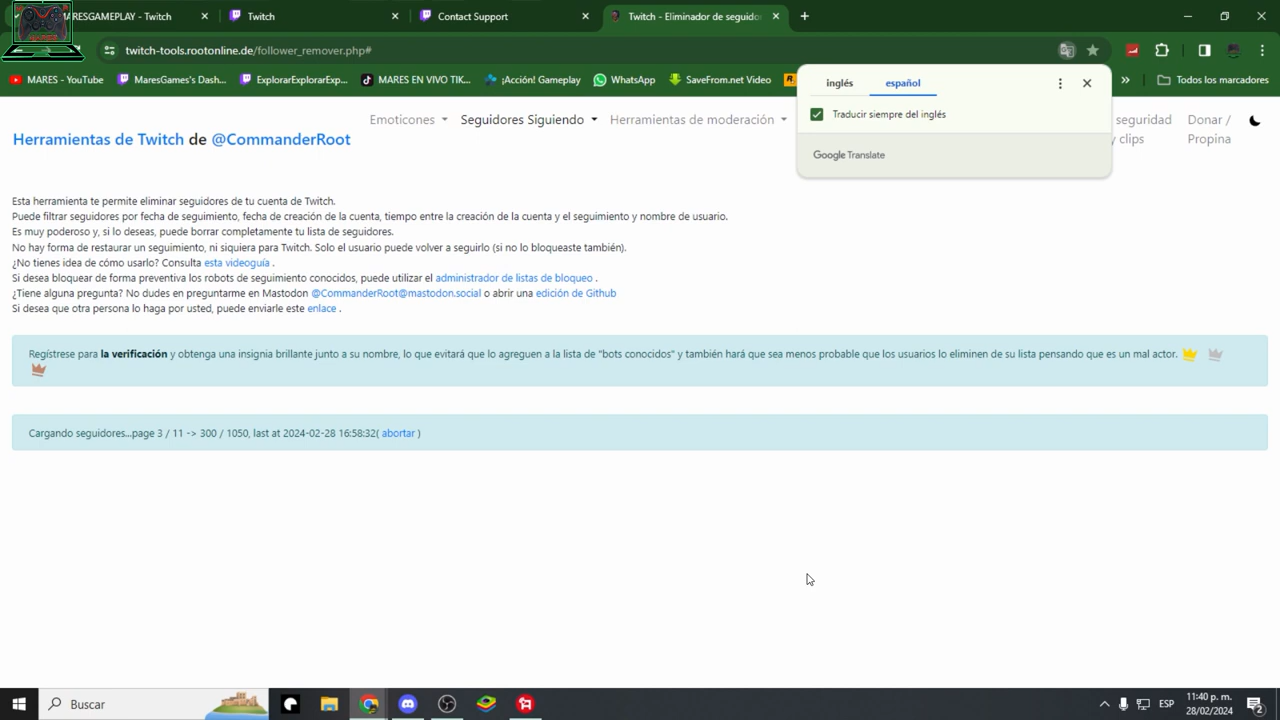 MARESGAMEPLAY - Twitch
Twitch
Contact Support
Twitch - Eliminador de seguido
twitch-tools.rootonline.de/follower_remover.php#
MARES - YouTube
MaresGames's Dash...
ExplorarExplorarExp...
MARES EN VIVO TIK...
¡Acción! Gameplay
WhatsApp
SaveFrom.net Video
Todos los marcadores
inglés
español
Traducir siempre del inglés
Google Translate
Herramientas de Twitch de @CommanderRoot
Emoticones
Seguidores Siguiendo
Herramientas de moderación
seguridad
y clips
Donar /
Propina
Esta herramienta te permite eliminar seguidores de tu cuenta de Twitch.
Puede filtrar seguidores por fecha de seguimiento, fecha de creación de la cuenta, tiempo entre la creación de la cuenta y el seguimiento y nombre de usuario.
Es muy poderoso y, si lo deseas, puede borrar completamente tu lista de seguidores.
No hay forma de restaurar un seguimiento, ni siquiera para Twitch. Solo el usuario puede volver a seguirlo (si no lo bloqueaste también).
¿No tienes idea de cómo usarlo? Consulta esta videoguía .
Si desea bloquear de forma preventiva los robots de seguimiento conocidos, puede utilizar el administrador de listas de bloqueo .
¿Tiene alguna pregunta? No dudes en preguntarme en Mastodon @CommanderRoot@mastodon.social o abrir una edición de Github
Si desea que otra persona lo haga por usted, puede enviarle este enlace .
Regístrese para la verificación y obtenga una insignia brillante junto a su nombre, lo que evitará que lo agreguen a la lista de "bots conocidos" y también hará que sea menos probable que los usuarios lo eliminen de su lista pensando que es un mal actor.
Cargando seguidores...page 3 / 11 -> 300 / 1050, last at 2024-02-28 16:58:32( abortar )
Buscar
ESP
11:40 p. m.
28/02/2024
2